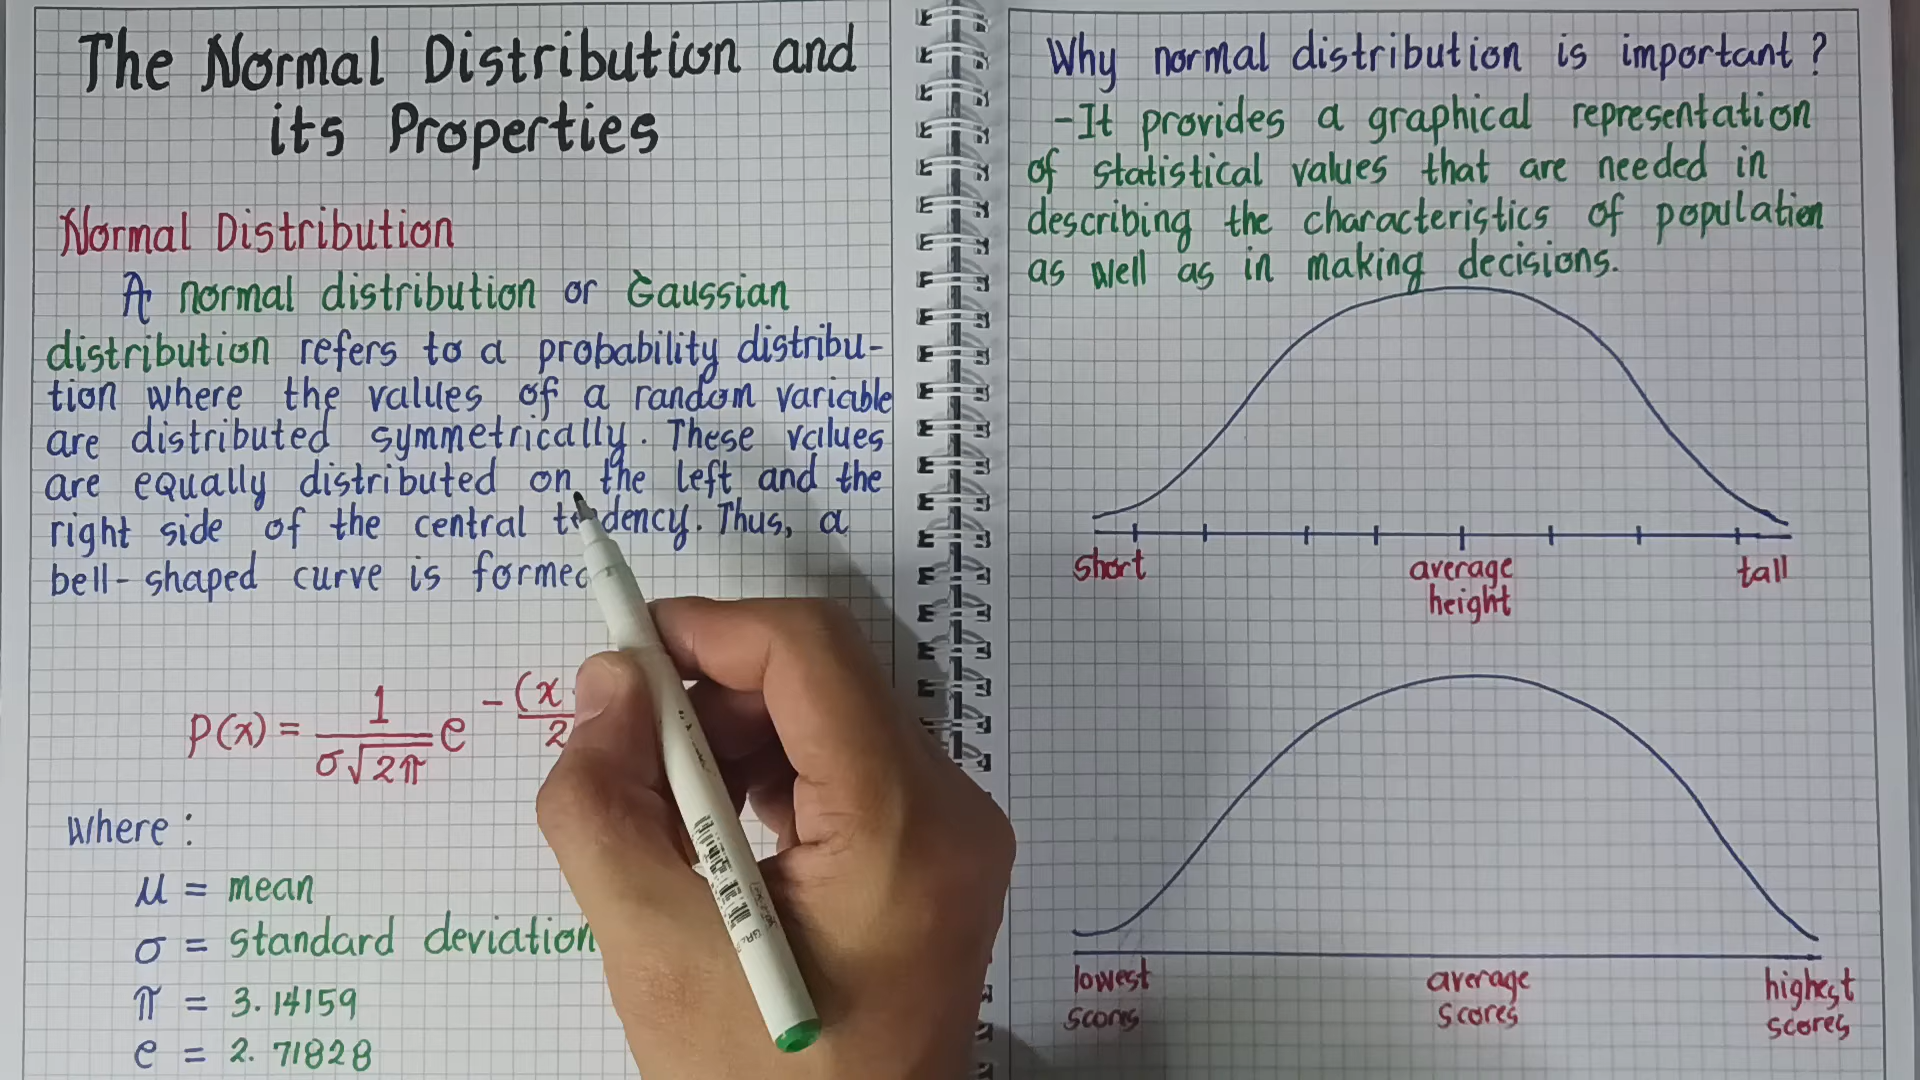 The Normal Distribution and
its Properties
Normal Distribution
A normal distribution or Gaussian
distribution refers to a probability distribu-
tion where the values of a random variable
are distributed symmetrically. These values
are equally distributed on the left and the
right side of the central tendency. Thus, a
bell-shaped curve is formed
P(x) = 1/(σ√2π) e -(x / 2
where:
μ = mean
σ = standard deviation
π = 3.14159
e = 2.71828
Why normal distribution is important?
-It provides a graphical representation
of statistical values that are needed in
describing the characteristics of population
as well as in making decisions.
short average tall
height
lowest average highest
scores scores scores